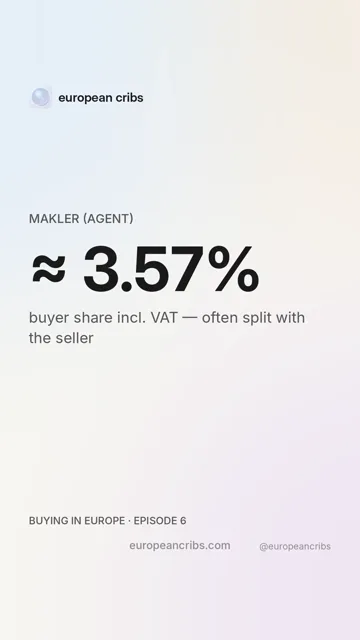 european cribs
MAKLER (AGENT)
≈ 3.57%
buyer share incl. VAT — often split with
the seller
BUYING IN EUROPE · EPISODE 6
europeancribs.com
@europeancribs